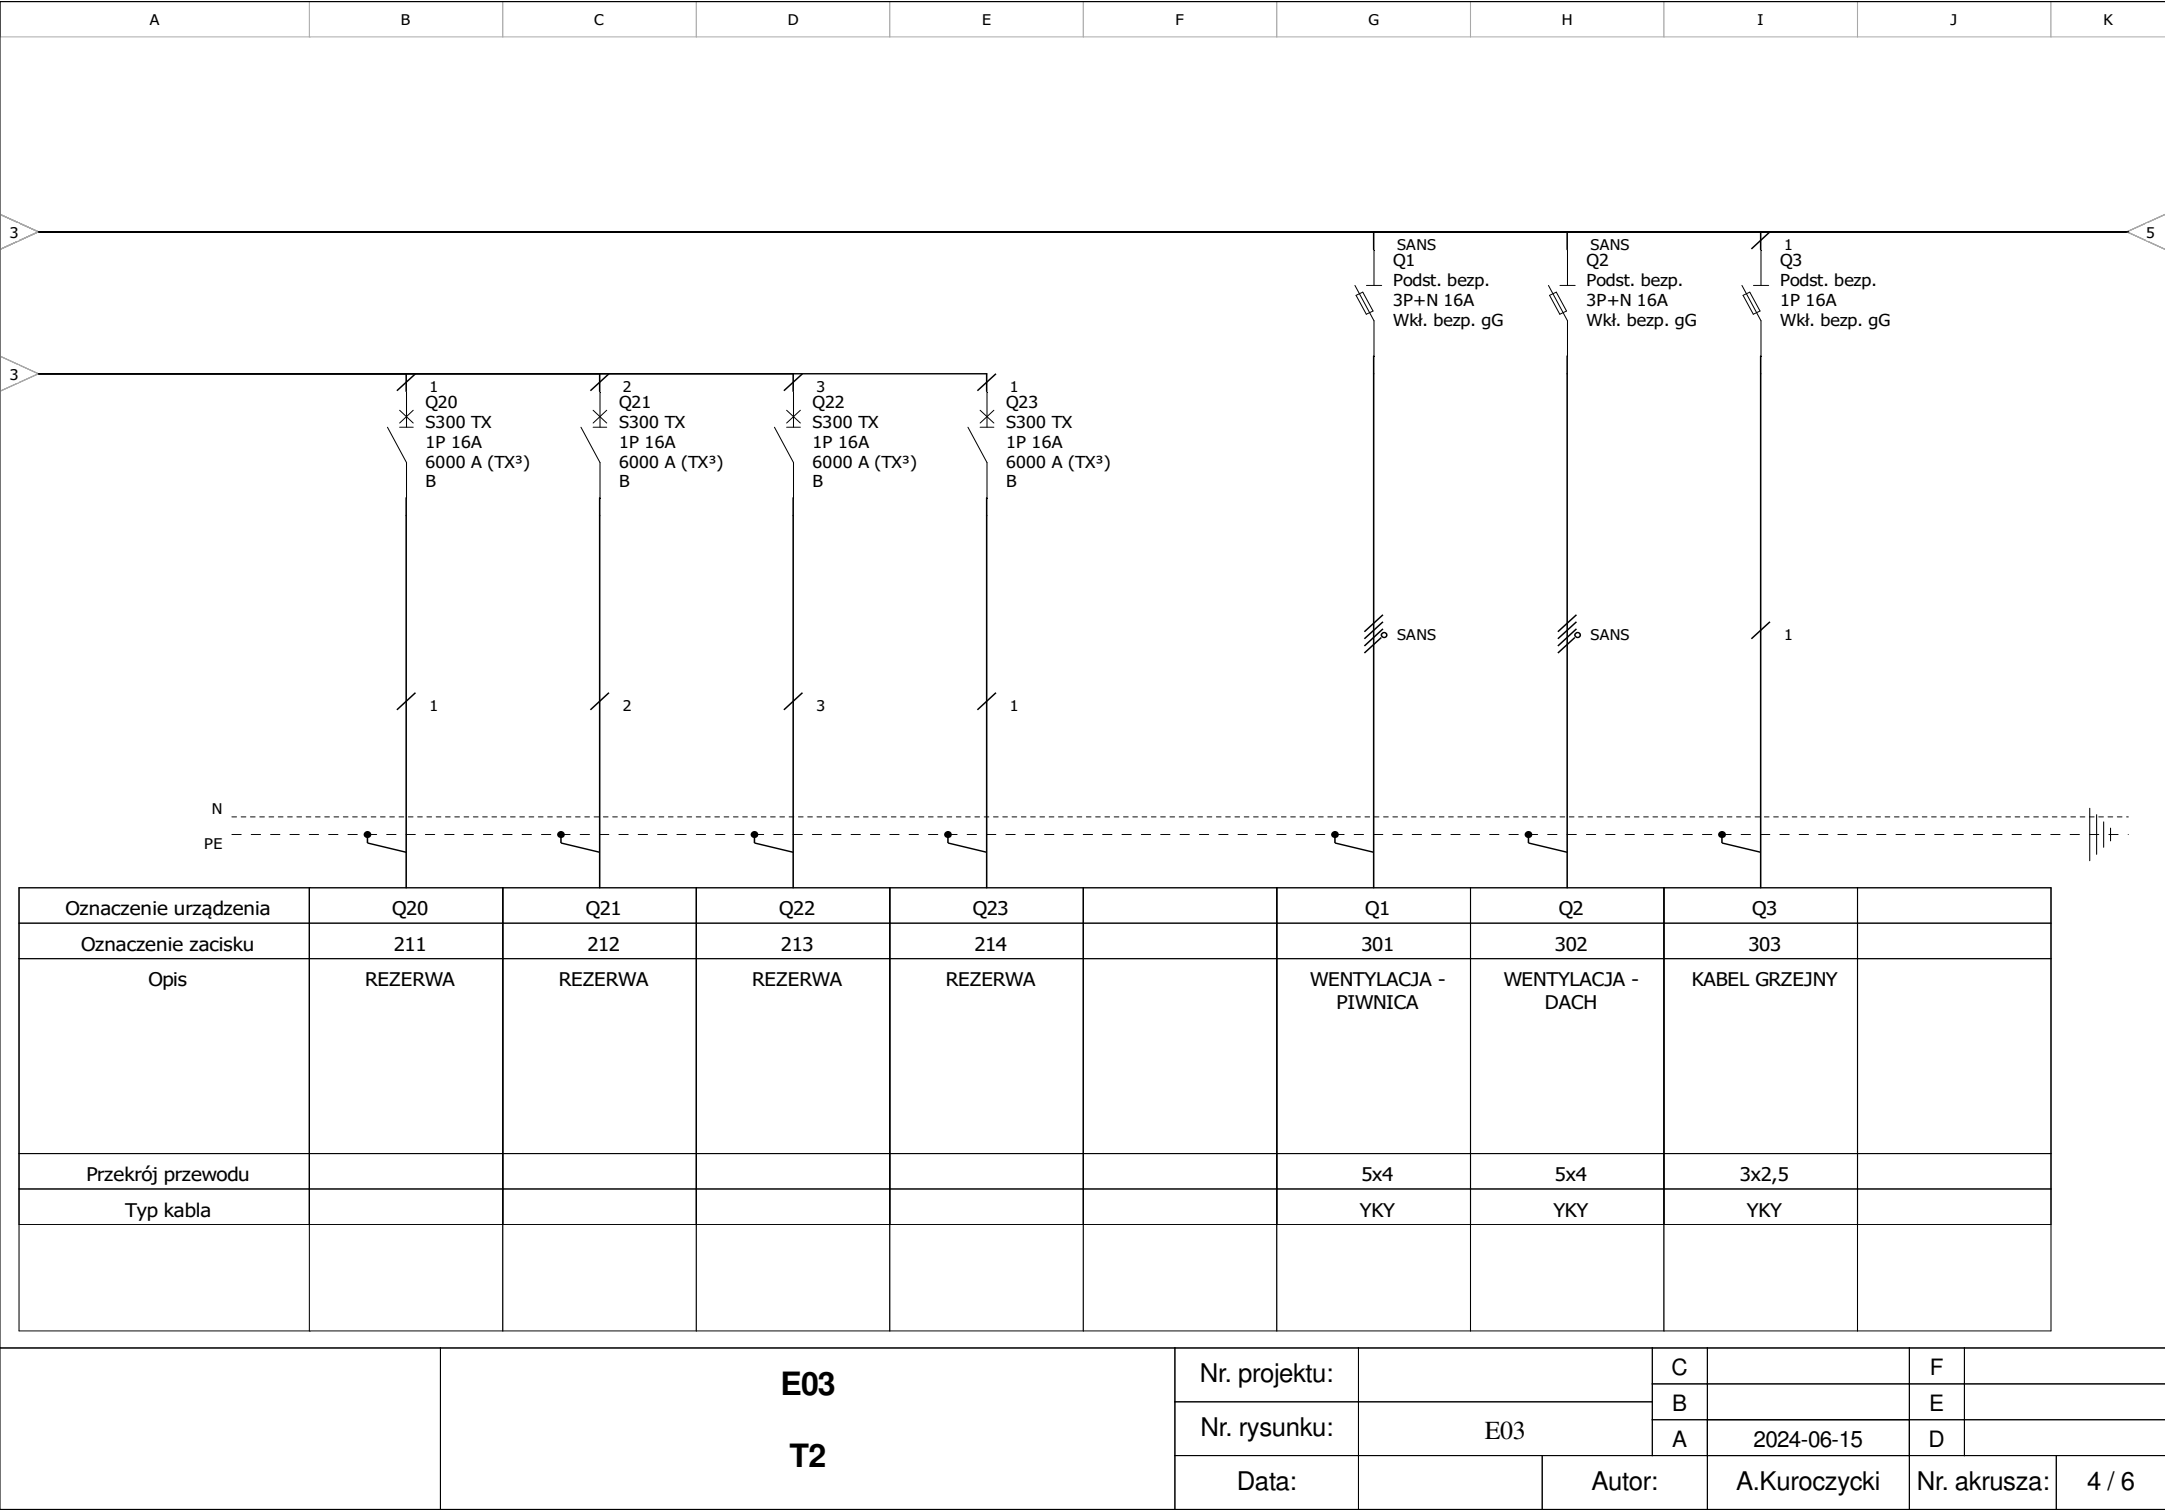 A B C D E F G H I J K
3
5
SANS
Q1
Podst. bezp.
3P+N 16A
Wkł. bezp. gG
SANS
Q2
Podst. bezp.
3P+N 16A
Wkł. bezp. gG
1
Q3
Podst. bezp.
1P 16A
Wkł. bezp. gG
3
1
Q20
S300 TX
1P 16A
6000 A (TX³)
B
2
Q21
S300 TX
1P 16A
6000 A (TX³)
B
3
Q22
S300 TX
1P 16A
6000 A (TX³)
B
1
Q23
S300 TX
1P 16A
6000 A (TX³)
B
SANS SANS 1
1 2 3 1
N
PE
Oznaczenie urządzenia Q20 Q21 Q22 Q23 Q1 Q2 Q3
Oznaczenie zacisku 211 212 213 214 301 302 303
Opis REZERWA REZERWA REZERWA REZERWA WENTYLACJA - WENTYLACJA - KABEL GRZEJNY
PIWNICA DACH
Przekrój przewodu 5x4 5x4 3x2,5
Typ kabla YKY YKY YKY
E03
T2
Nr. projektu: C F
B E
Nr. rysunku: E03 A 2024-06-15 D
Data: Autor: A.Kuroczycki Nr. akrusza: 4 / 6